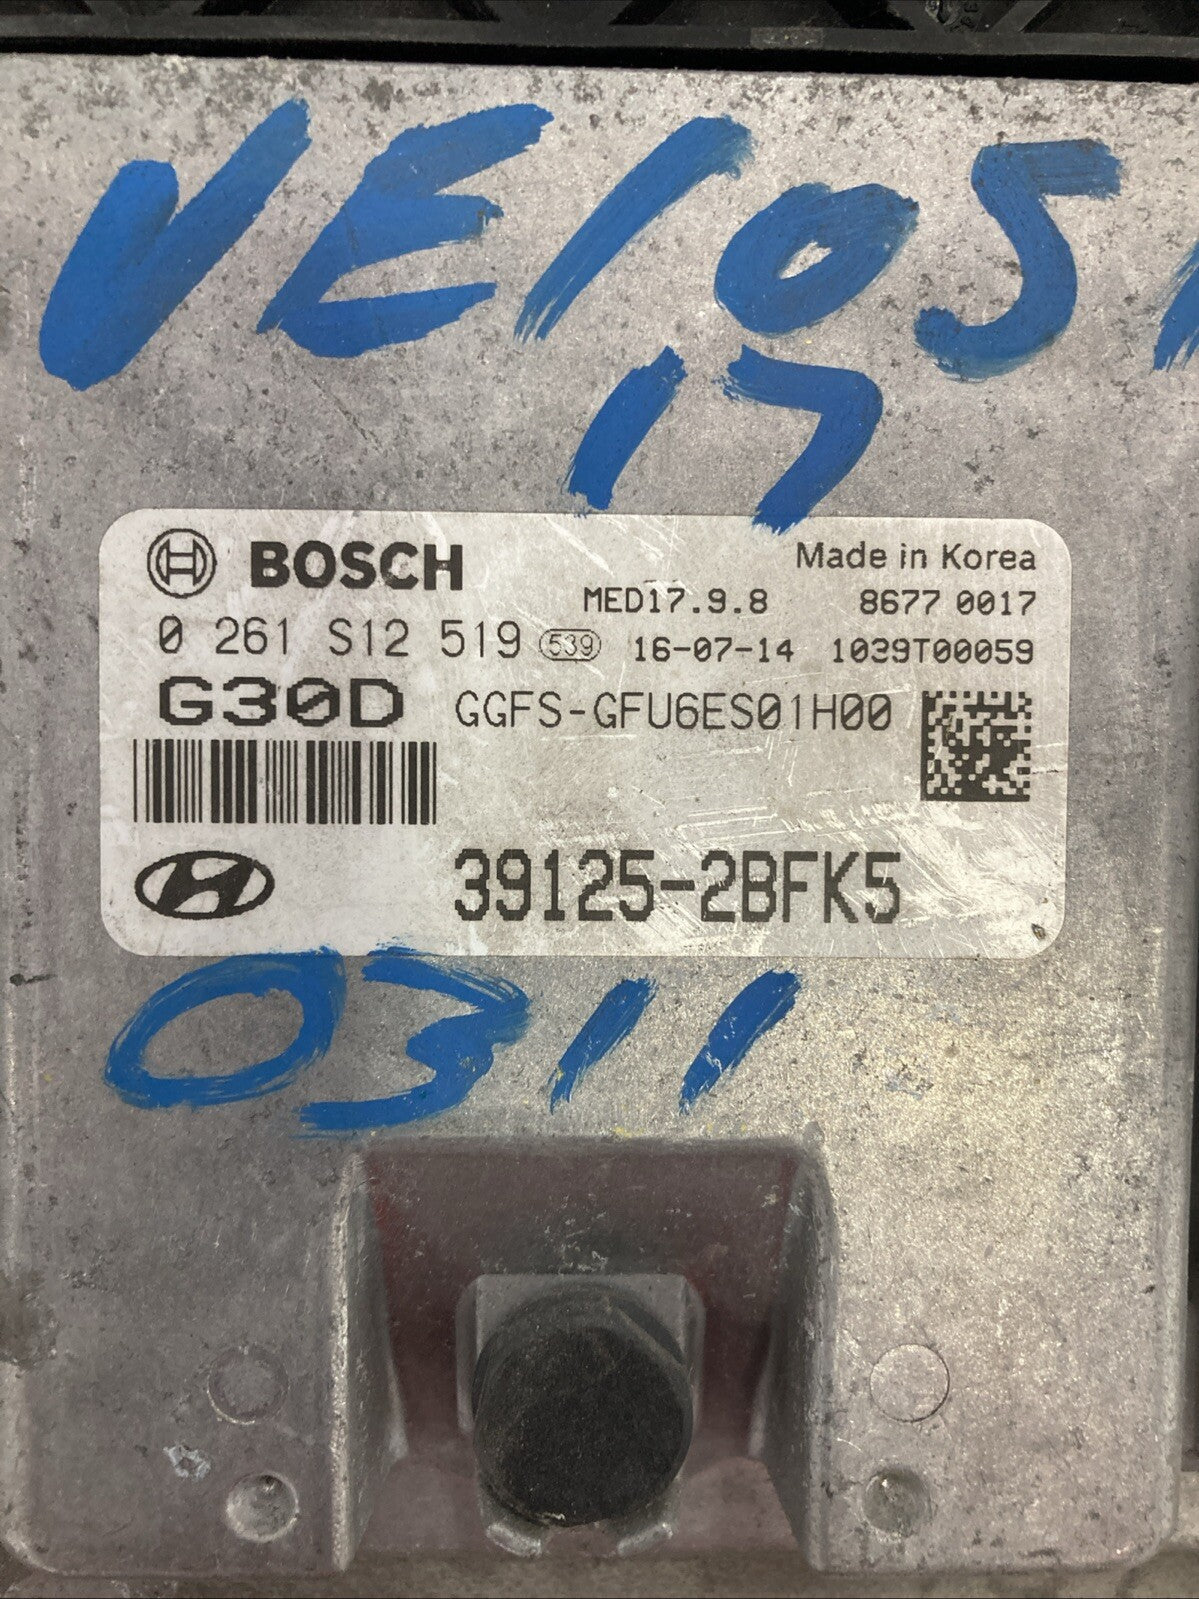 VE105
17
BOSCH
Made in Korea
MED17.9.8 8677 0017
0 261 S12 519 539 16-07-14 1039T00059
G30D GGFS-GFU6ES01H00
39125-2BFK5
0311